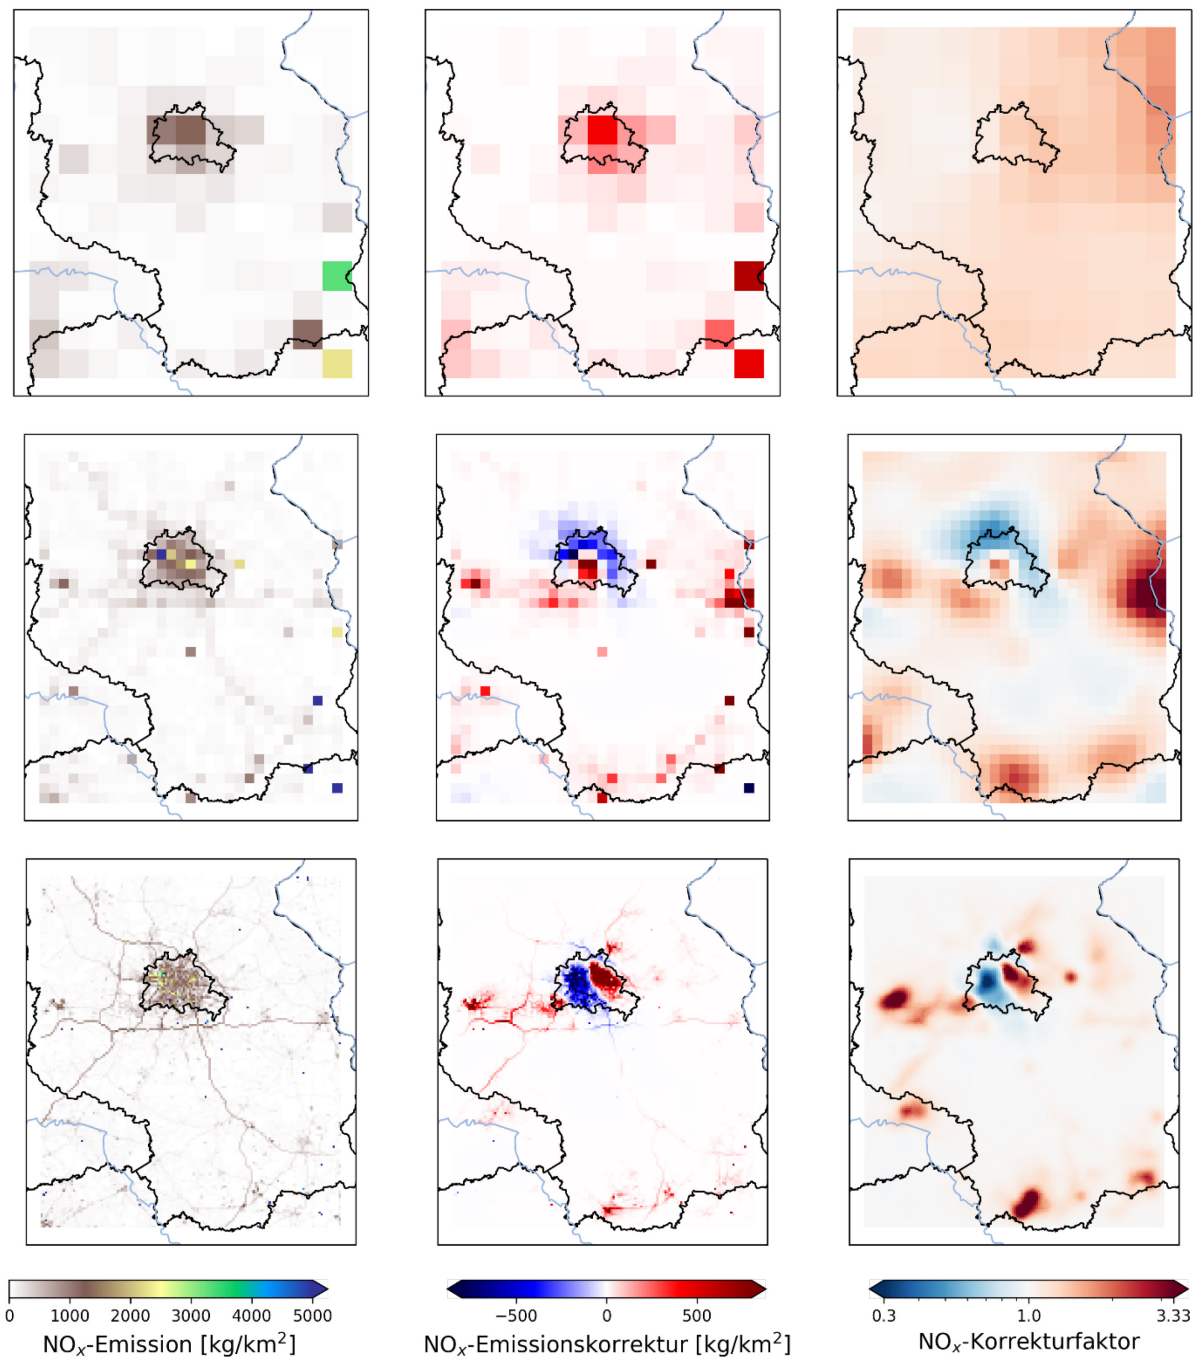 0 1000 2000 3000 4000 5000
NOₓ-Emission [kg/km²]
−500 0 500
NOₓ-Emissionskorrektur [kg/km²]
0.3 1.0 3.33
NOₓ-Korrekturfaktor